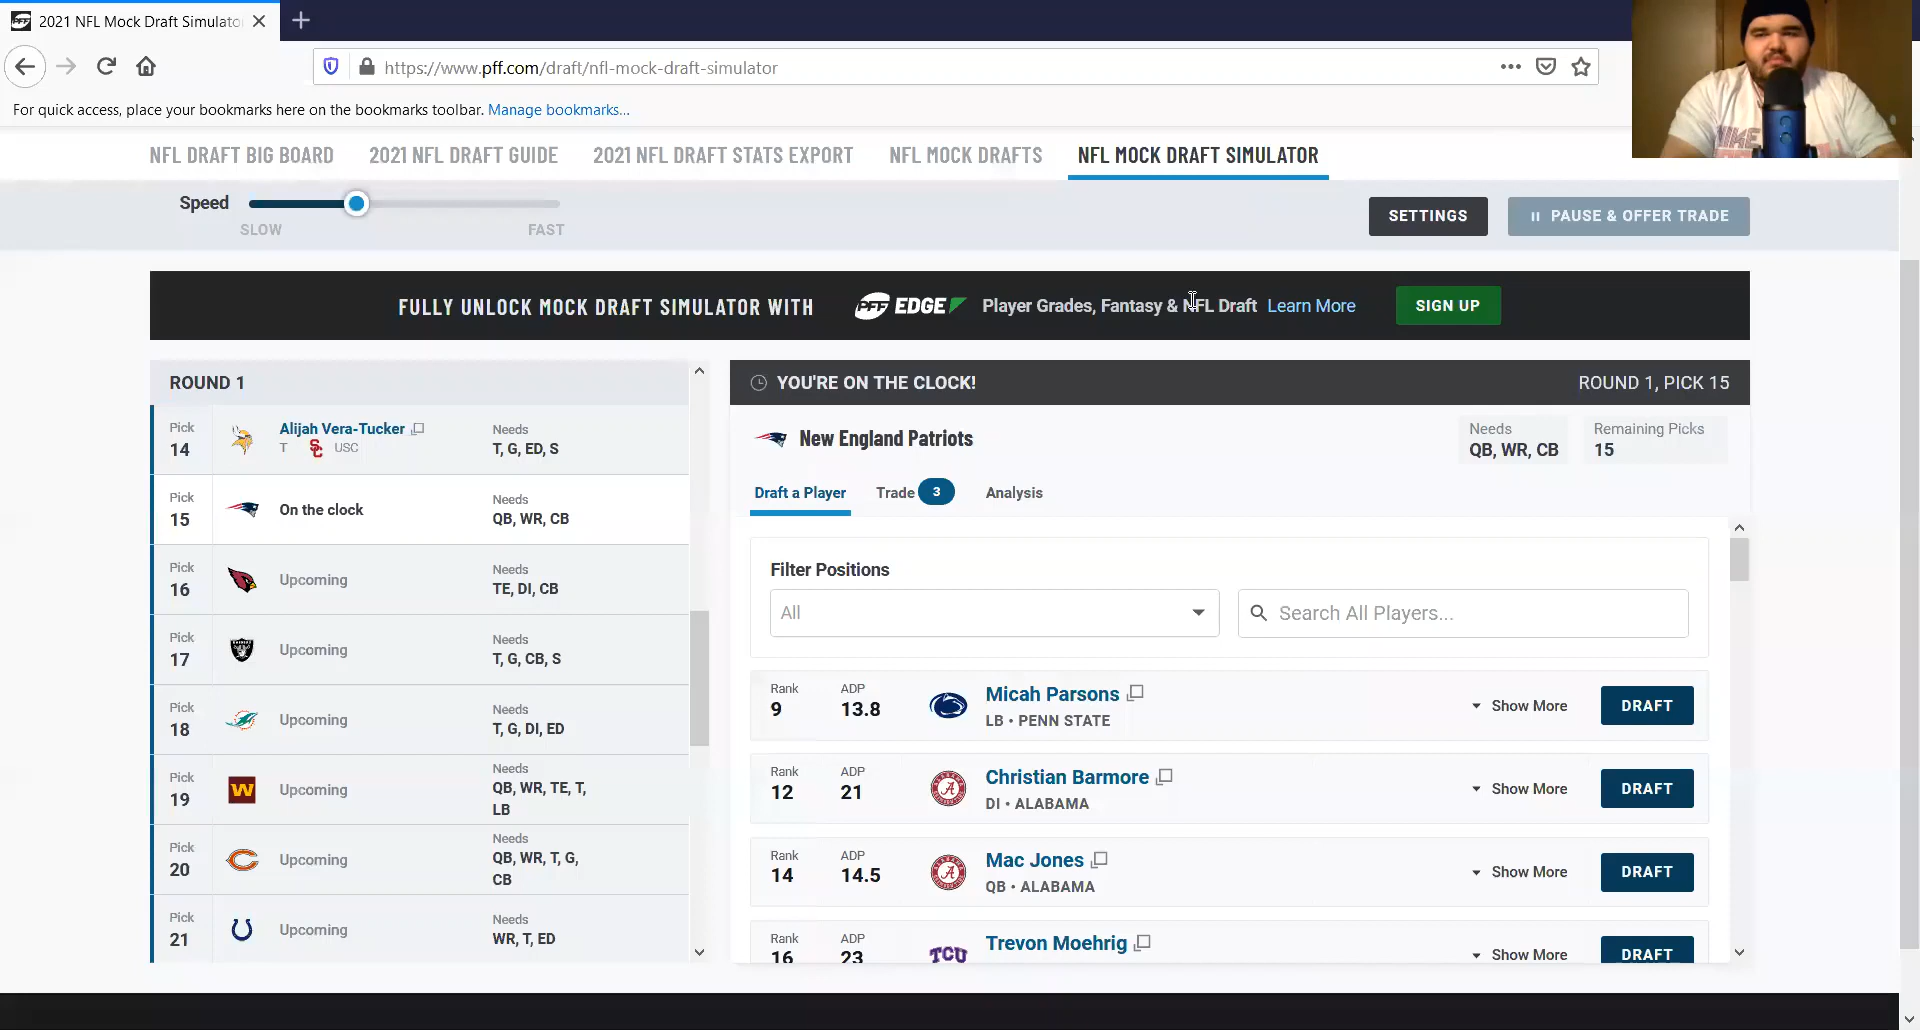 2021 NFL Mock Draft Simulato
https://www.pff.com/draft/nfl-mock-draft-simulator
For quick access, place your bookmarks here on the bookmarks toolbar. Manage bookmarks...
NFL DRAFT BIG BOARD 2021 NFL DRAFT GUIDE 2021 NFL DRAFT STATS EXPORT NFL MOCK DRAFTS NFL MOCK DRAFT SIMULATOR
Speed
SLOW FAST
SETTINGS PAUSE & OFFER TRADE
FULLY UNLOCK MOCK DRAFT SIMULATOR WITH PFF EDGE Player Grades, Fantasy & NFL Draft Learn More SIGN UP
ROUND 1
Pick 14 Alijah Vera-Tucker Needs
T SC USC T, G, ED, S
Pick 15 On the clock Needs
QB, WR, CB
Pick 16 Upcoming Needs
TE, DI, CB
Pick 17 RAIDERS Upcoming Needs
T, G, CB, S
Pick 18 Upcoming Needs
T, G, DI, ED
Pick 19 W Upcoming Needs
QB, WR, TE, T,
LB
Pick 20 C Upcoming Needs
QB, WR, T, G,
CB
Pick 21 Upcoming Needs
WR, T, ED
YOU'RE ON THE CLOCK! ROUND 1, PICK 15
New England Patriots
Needs Remaining Picks
QB, WR, CB 15
Draft a Player Trade 3 Analysis
Filter Positions
All Search All Players...
Rank ADP Micah Parsons
9 13.8 LB • PENN STATE Show More DRAFT
Rank ADP Christian Barmore
12 21 A DI • ALABAMA Show More DRAFT
Rank ADP Mac Jones
14 14.5 A QB • ALABAMA Show More DRAFT
Rank ADP Trevon Moehrig
16 23 TCU Show More DRAFT
NIKE